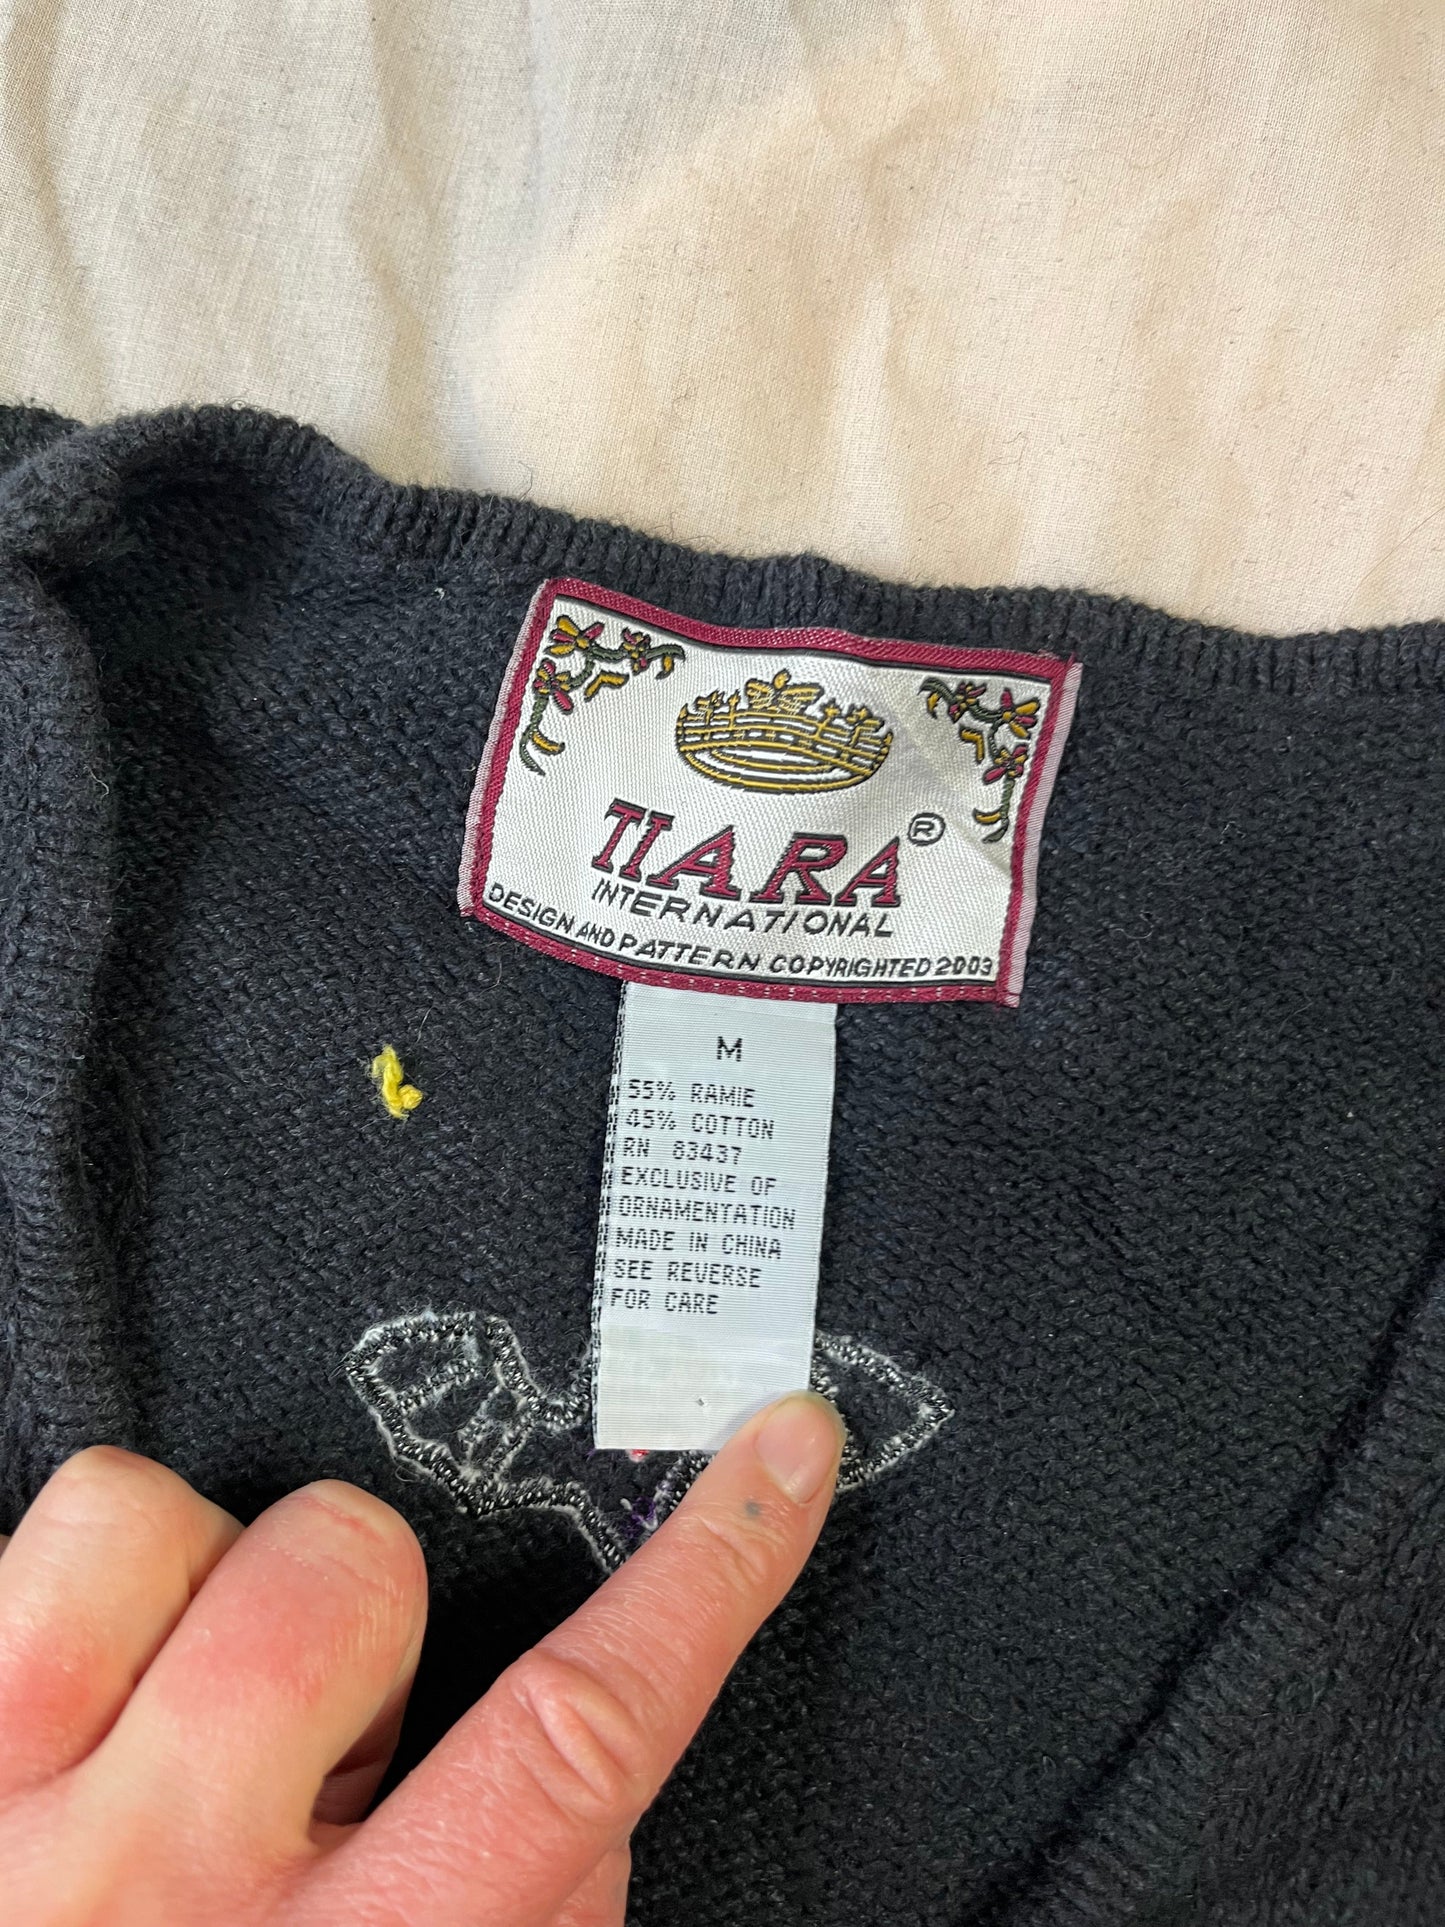 TIARA®
INTERNATIONAL
DESIGN AND PATTERN COPYRIGHTED 2003
M
55% RAMIE
45% COTTON
RN 83437
EXCLUSIVE OF
ORNAMENTATION
MADE IN CHINA
SEE REVERSE
FOR CARE